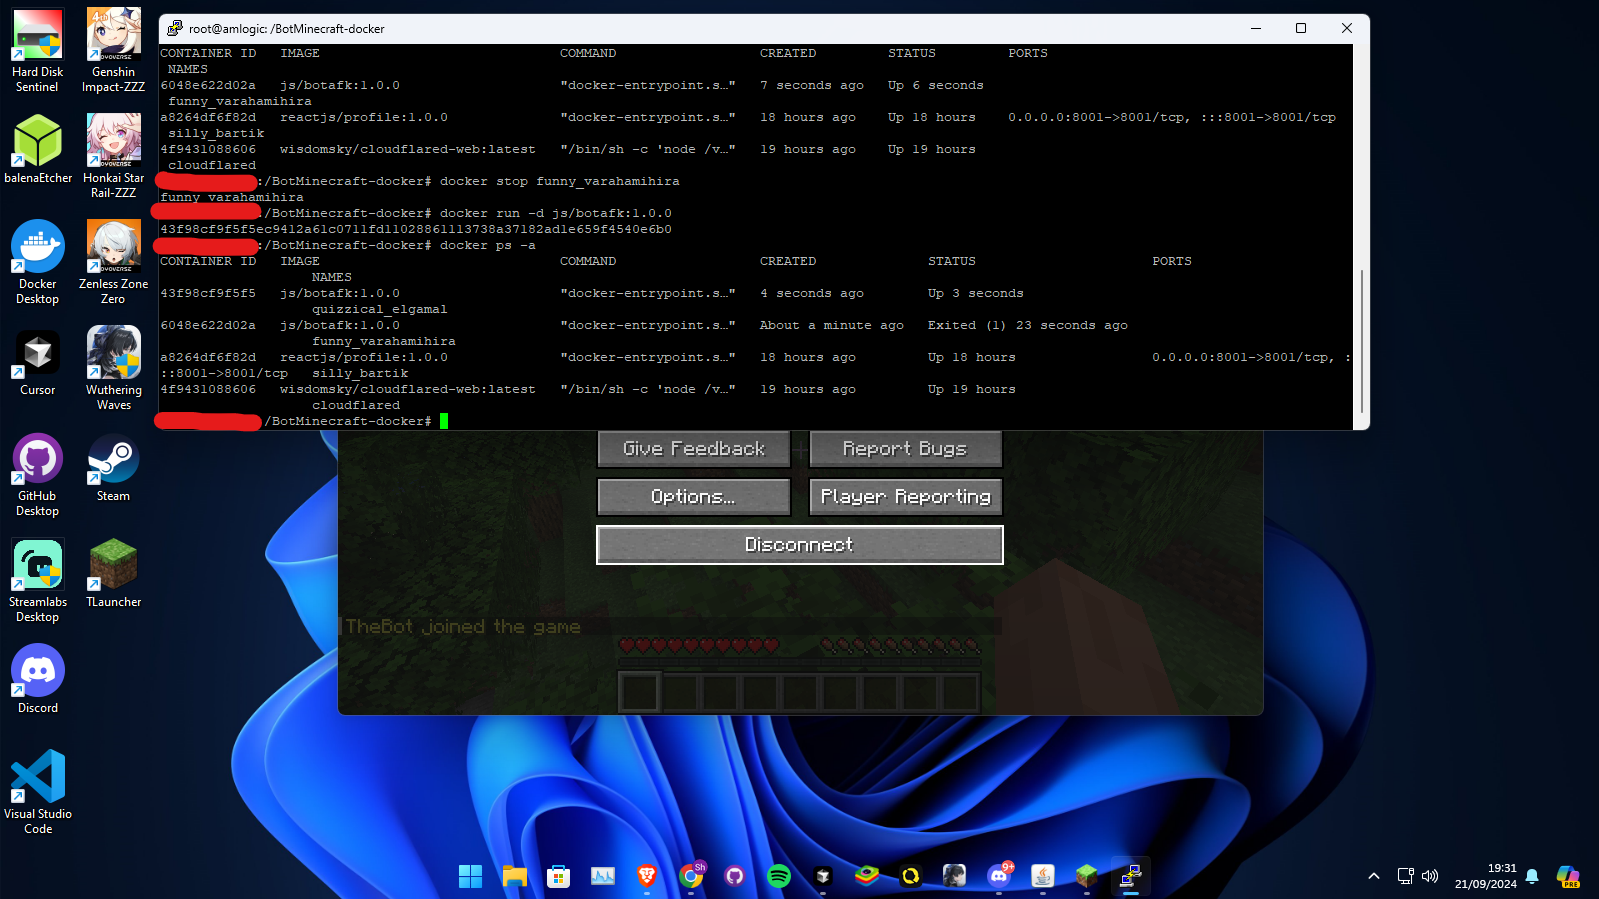 root@amlogic: /BotMinecraft-docker
CONTAINER ID   IMAGE                              COMMAND                  CREATED         STATUS         PORTS
 NAMES
6048e622d02a   js/botafk:1.0.0                    "docker-entrypoint.s…"   7 seconds ago   Up 6 seconds
 funny_varahamihira
a8264df6f82d   reactjs/profile:1.0.0              "docker-entrypoint.s…"   18 hours ago    Up 18 hours    0.0.0.0:8001->8001/tcp, :::8001->8001/tcp
 silly_bartik
4f9431088606   wisdomsky/cloudflared-web:latest   "/bin/sh -c 'node /v…"   19 hours ago    Up 19 hours
 cloudflared
:/BotMinecraft-docker# docker stop funny_varahamihira
funny_varahamihira
:/BotMinecraft-docker# docker run -d js/botafk:1.0.0
43f98cf9f5f5ec9412a61c0711fd11028861113738a37182ad1e659f4540e6b0
:/BotMinecraft-docker# docker ps -a
CONTAINER ID   IMAGE                              COMMAND                  CREATED              STATUS                      PORTS
                   NAMES
43f98cf9f5f5   js/botafk:1.0.0                    "docker-entrypoint.s…"   4 seconds ago        Up 3 seconds
                   quizzical_elgamal
6048e622d02a   js/botafk:1.0.0                    "docker-entrypoint.s…"   About a minute ago   Exited (1) 23 seconds ago
                   funny_varahamihira
a8264df6f82d   reactjs/profile:1.0.0              "docker-entrypoint.s…"   18 hours ago         Up 18 hours                 0.0.0.0:8001->8001/tcp, :
::8001->8001/tcp   silly_bartik
4f9431088606   wisdomsky/cloudflared-web:latest   "/bin/sh -c 'node /v…"   19 hours ago         Up 19 hours
                   cloudflared
/BotMinecraft-docker#
Give Feedback
Report Bugs
Options...
Player Reporting
Disconnect
TheBot joined the game
Hard Disk
Sentinel
Genshin
Impact-ZZZ
balenaEtcher
Honkai Star
Rail-ZZZ
Docker
Desktop
Zenless Zone
Zero
Cursor
Wuthering
Waves
GitHub
Desktop
Steam
Streamlabs
Desktop
TLauncher
Discord
Visual Studio
Code
Sh
9+
19:31
21/09/2024
PRE